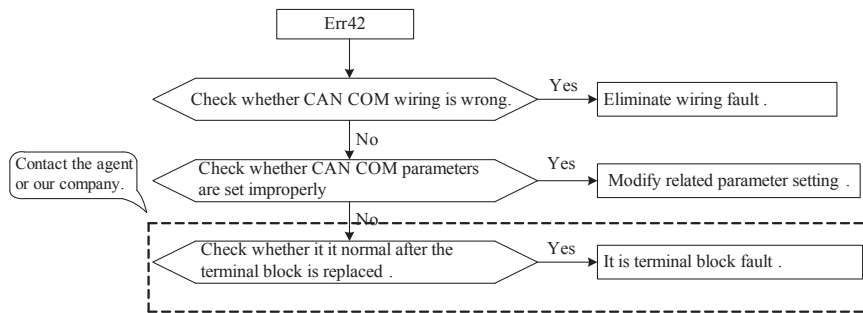 Err42
Check whether CAN COM wiring is wrong.
Yes
Eliminate wiring fault .
No
Contact the agent
or our company.
Check whether CAN COM parameters
are set improperly
Yes
Modify related parameter setting .
No
Check whether it it normal after the
terminal block is replaced .
Yes
It is terminal block fault .